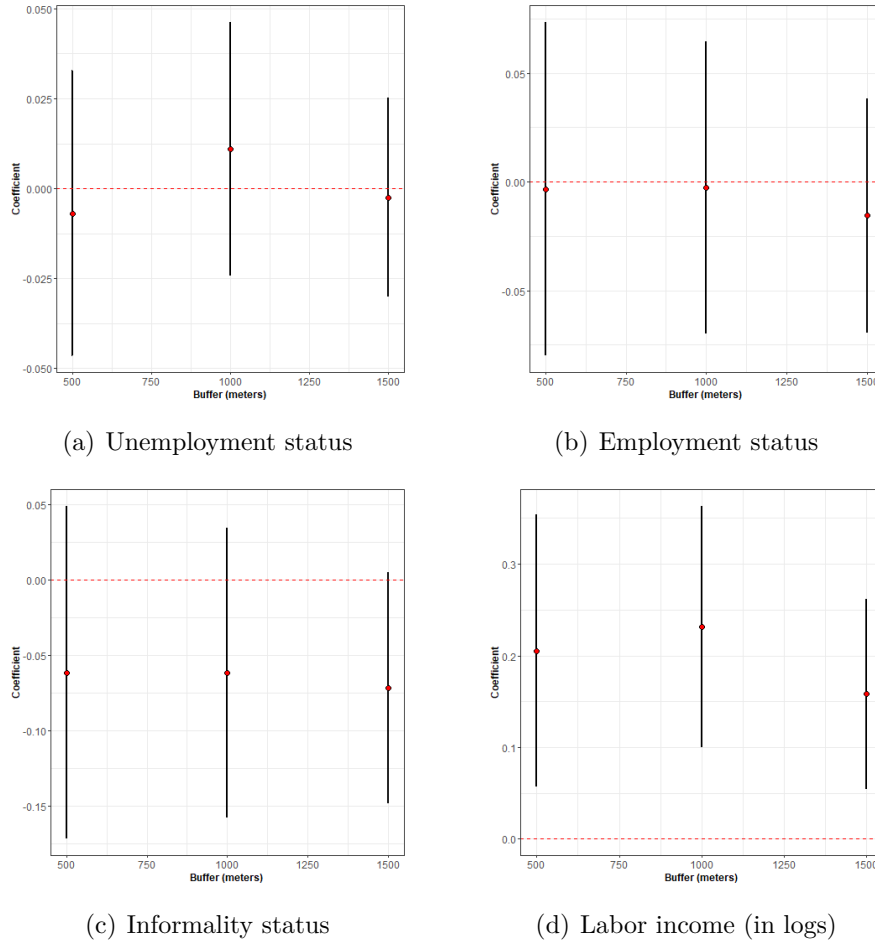 0.050
0.025
0.000
-0.025
-0.050
Coefficient
500 750 1000 1250 1500
Buffer (meters)
(a) Unemployment status
0.05
0.00
-0.05
Coefficient
500 750 1000 1250 1500
Buffer (meters)
(b) Employment status
0.05
0.00
-0.05
-0.10
-0.15
Coefficient
500 750 1000 1250 1500
Buffer (meters)
(c) Informality status
0.3
0.2
0.1
0.0
Coefficient
500 750 1000 1250 1500
Buffer (meters)
(d) Labor income (in logs)